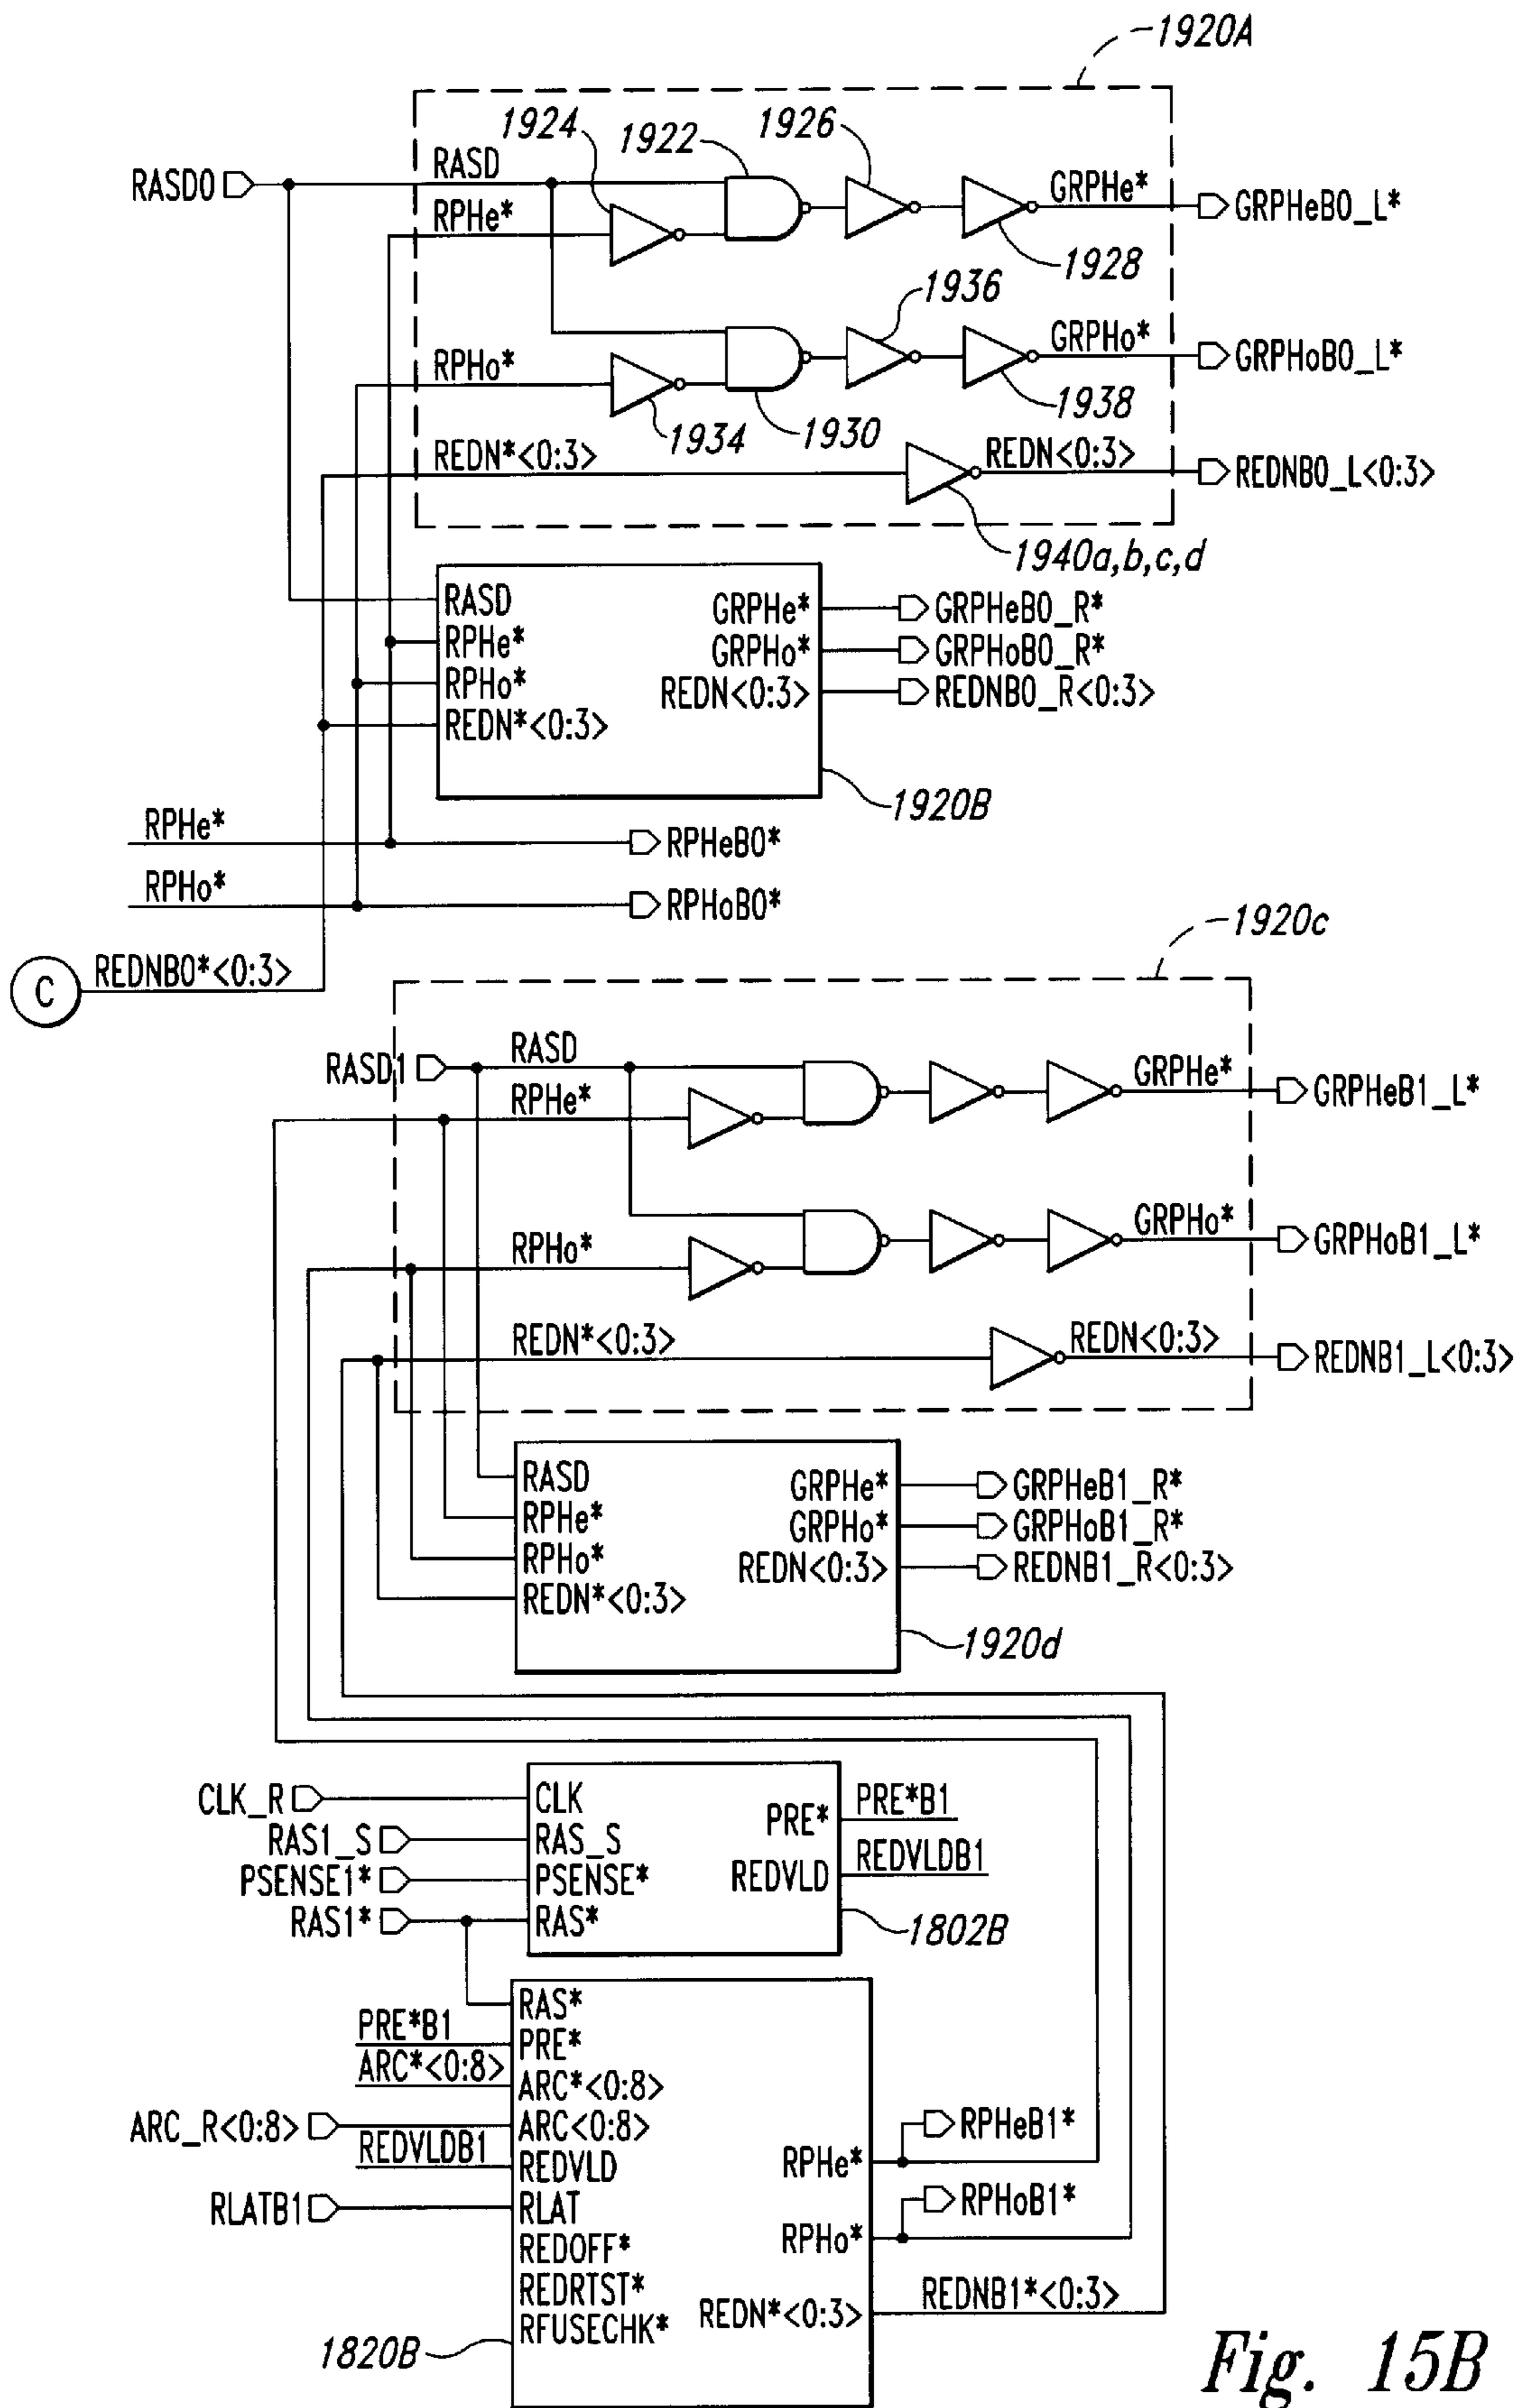 1920A
1924
1922
1926
RASD0
RASD
RPHe*
GRPHe*
GRPHeB0_L*
1928
1936
RPHo*
GRPHo*
GRPHoB0_L*
1934
1930
1938
REDN*<0:3>
REDN<0:3>
REDNB0_L<0:3>
1940a,b,c,d
RASD
RPHe*
RPHo*
REDN*<0:3>
GRPHe*
GRPHo*
REDN<0:3>
GRPHeB0_R*
GRPHoB0_R*
REDNB0_R<0:3>
1920B
RPHe*
RPHeB0*
RPHo*
RPHoB0*
C
REDNB0*<0:3>
1920c
RASD1
RASD
RPHe*
GRPHe*
GRPHeB1_L*
RPHo*
GRPHo*
GRPHoB1_L*
REDN*<0:3>
REDN<0:3>
REDNB1_L<0:3>
RASD
RPHe*
RPHo*
REDN*<0:3>
GRPHe*
GRPHo*
REDN<0:3>
GRPHeB1_R*
GRPHoB1_R*
REDNB1_R<0:3>
1920d
CLK_R
RAS1_S
PSENSE1*
RAS1*
CLK
RAS_S
PSENSE*
RAS*
PRE*
REDVLD
PRE*B1
REDVLDB1
1802B
PRE*B1
ARC*<0:8>
ARC_R<0:8>
REDVLDB1
RLATB1
RAS*
PRE*
ARC*<0:8>
ARC<0:8>
REDVLD
RLAT
REDOFF*
REDRTST*
RFUSECHK*
RPHe*
RPHo*
REDN*<0:3>
RPHeB1*
RPHoB1*
REDNB1*<0:3>
1820B
Fig. 15B